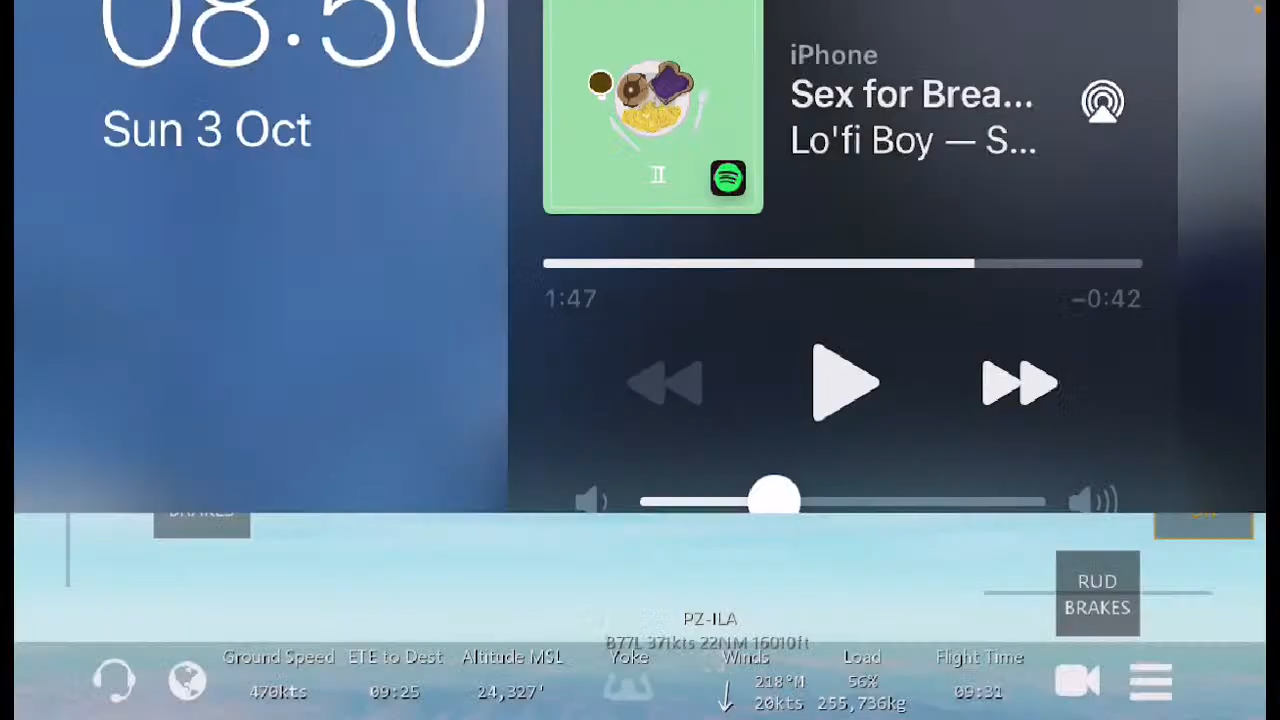 08:50
Sun 3 Oct
iPhone
Sex for Brea...
Lo'fi Boy — S...
II
1:47
-0:42
BRAKES
RUD
BRAKES
PZ-ILA
B77L 371kts 22NM 16010ft
Ground Speed
470kts
ETE to Dest
09:25
Altitude MSL
24,327'
Yoke
Winds
218°M
20kts
Load
56%
255,736kg
Flight Time
09:31